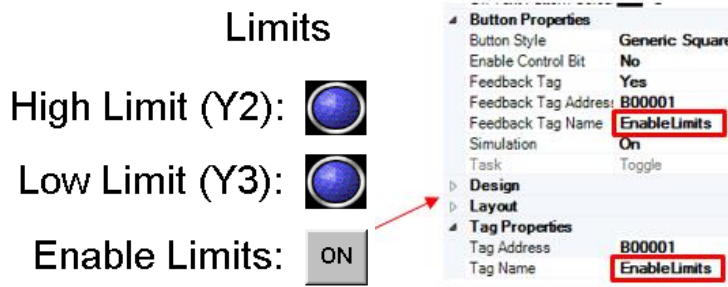 Limits
High Limit (Y2):
Low Limit (Y3):
Enable Limits: ON
Button Properties
Button Style Generic Square
Enable Control Bit No
Feedback Tag Yes
Feedback Tag Address B00001
Feedback Tag Name EnableLimits
Simulation On
Task Toggle
Design
Layout
Tag Properties
Tag Address B00001
Tag Name EnableLimits